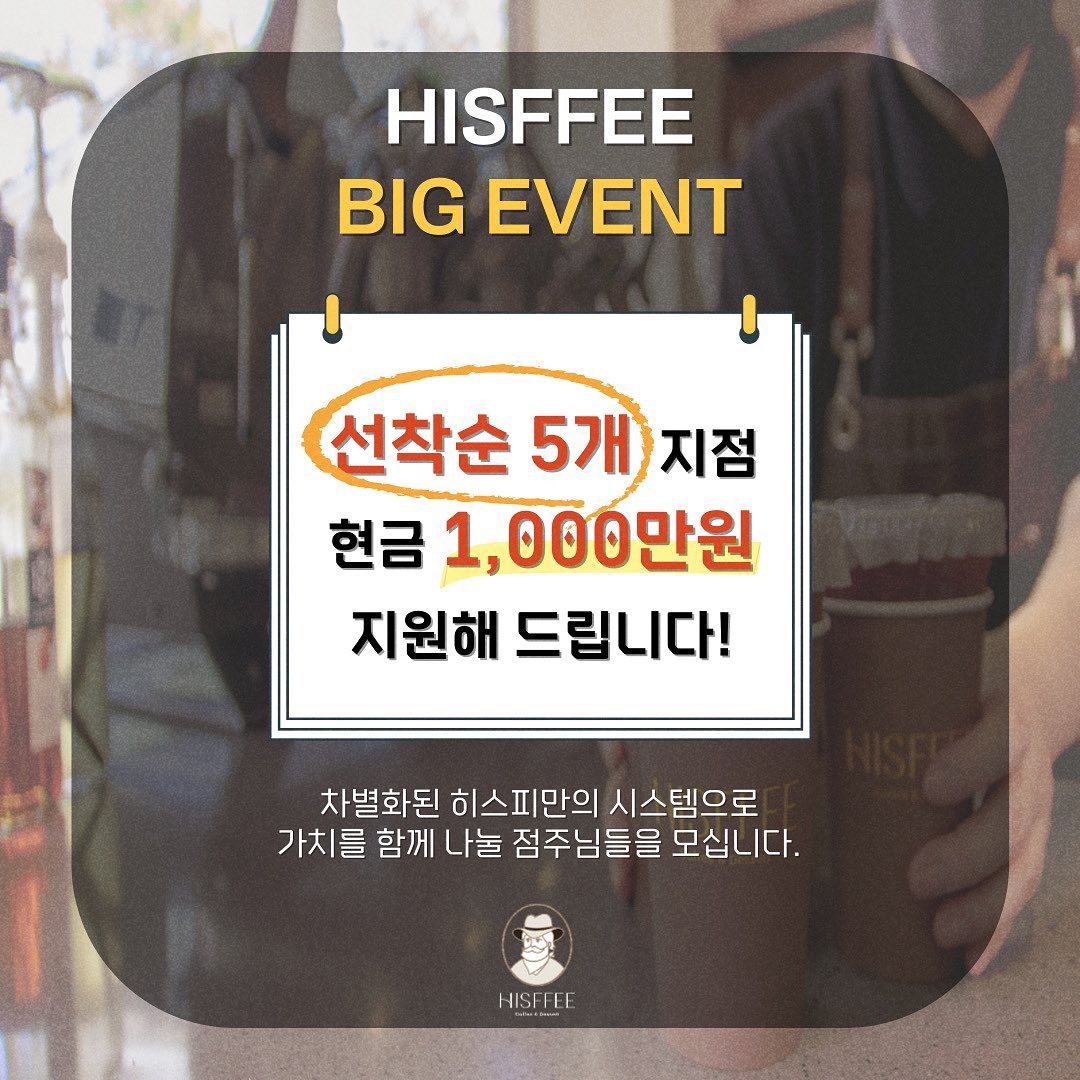 HISFFEE
BIG EVENT
선착순 5개 지점
현금 1,000만원
지원해 드립니다!
차별화된 히스피만의 시스템으로
가치를 함께 나눌 점주님들을 모십니다.
HISFFEE
HISFFEE
Coffee & Dessert